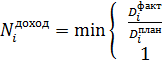 N_i^доход = min { D_i^факт / D_i^план
1